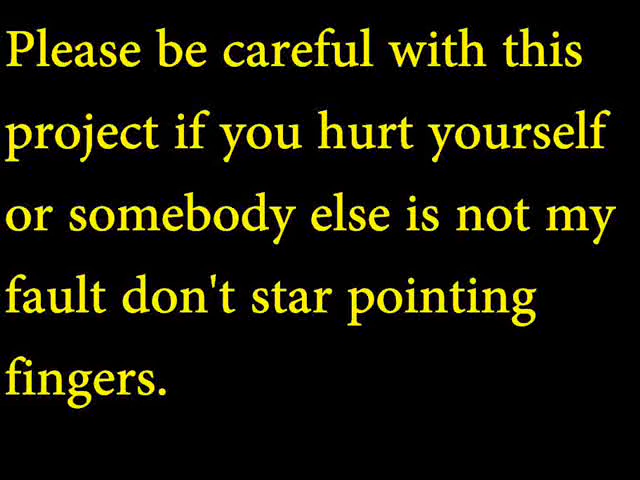 Please be careful with this
project if you hurt yourself
or somebody else is not my
fault don't star pointing
fingers.